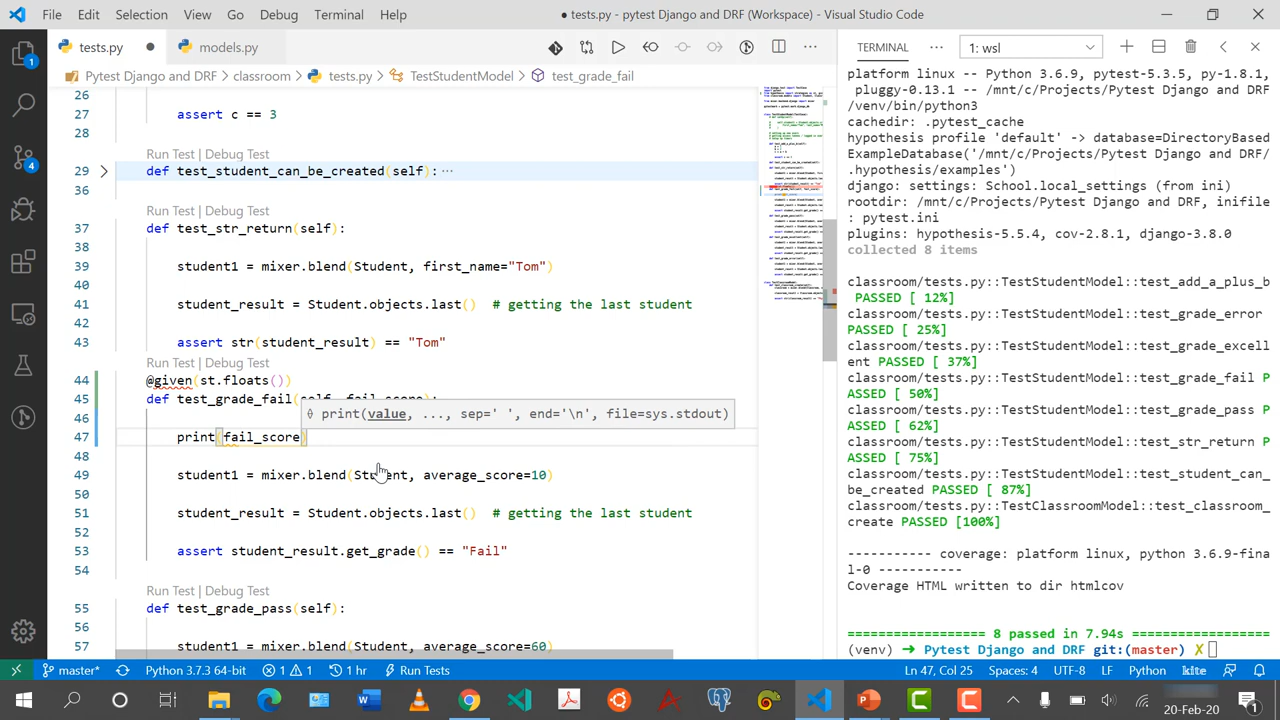 File Edit Selection View Go Debug Terminal Help
● tests.py - pytest Django and DRF (Workspace) - Visual Studio Code
tests.py ● models.py
Pytest Django and DRF > classroom > tests.py > TestStudentModel > test_grade_fail
26
27 assert c == 3
28
Run Test | Debug Test
29 def test_student_can_be_created(self): ...
36
Run Test | Debug Test
37 def test_str_return(self):
38
39 student1 = mixer.blend(Student, first_name="Tom")
40
41 student_result = Student.objects.last() # getting the last student
42
43 assert str(student_result) == "Tom"
Run Test | Debug Test
44 @given(st.floats())
45 def test_grade_fail(self, fail_score):
46 print(value, ..., sep=' ', end='\n', file=sys.stdout)
47 print(fail_score)
48
49 student1 = mixer.blend(Student, average_score=10)
50
51 student_result = Student.objects.last() # getting the last student
52
53 assert student_result.get_grade() == "Fail"
54
Run Test | Debug Test
55 def test_grade_pass(self):
56
57 student1 = mixer.blend(Student, average_score=60)
TERMINAL ... 1: wsl
platform linux -- Python 3.6.9, pytest-5.3.5, py-1.8.1,
pluggy-0.13.1 -- /mnt/c/Projects/Pytest Django and DRF
/venv/bin/python
cachedir: .pytest_cache
hypothesis profile 'default' -> database=DirectoryBased
ExampleDatabase('/mnt/c/Projects/Pytest Django and DRF/
.hypothesis/examples')
django: settings: school.settings (from ini)
rootdir: /mnt/c/Projects/Pytest Django and DRF, inifile
: pytest.ini
plugins: hypothesis-5.5.4, cov-2.8.1, django-3.8.0
collected 8 items
classroom/tests.py::TestStudentModel::test_add_a_plus_b
PASSED [ 12%]
classroom/tests.py::TestStudentModel::test_grade_error
PASSED [ 25%]
classroom/tests.py::TestStudentModel::test_grade_excell
ent PASSED [ 37%]
classroom/tests.py::TestStudentModel::test_grade_fail P
ASSED [ 50%]
classroom/tests.py::TestStudentModel::test_grade_pass P
ASSED [ 62%]
classroom/tests.py::TestStudentModel::test_str_return P
ASSED [ 75%]
classroom/tests.py::TestStudentModel::test_student_can_
be_created PASSED [ 87%]
classroom/tests.py::TestClassroomModel::test_classroom_
create PASSED [100%]
----------- coverage: platform linux, python 3.6.9-fina
l-0 -----------
Coverage HTML written to dir htmlcov
================== 8 passed in 7.94s ==================
(venv) ➜ Pytest Django and DRF git:(master) ✗
master* Python 3.7.3 64-bit 1 1 1 hr Run Tests Ln 47, Col 25 Spaces: 4 UTF-8 LF Python kite
20-Feb-20